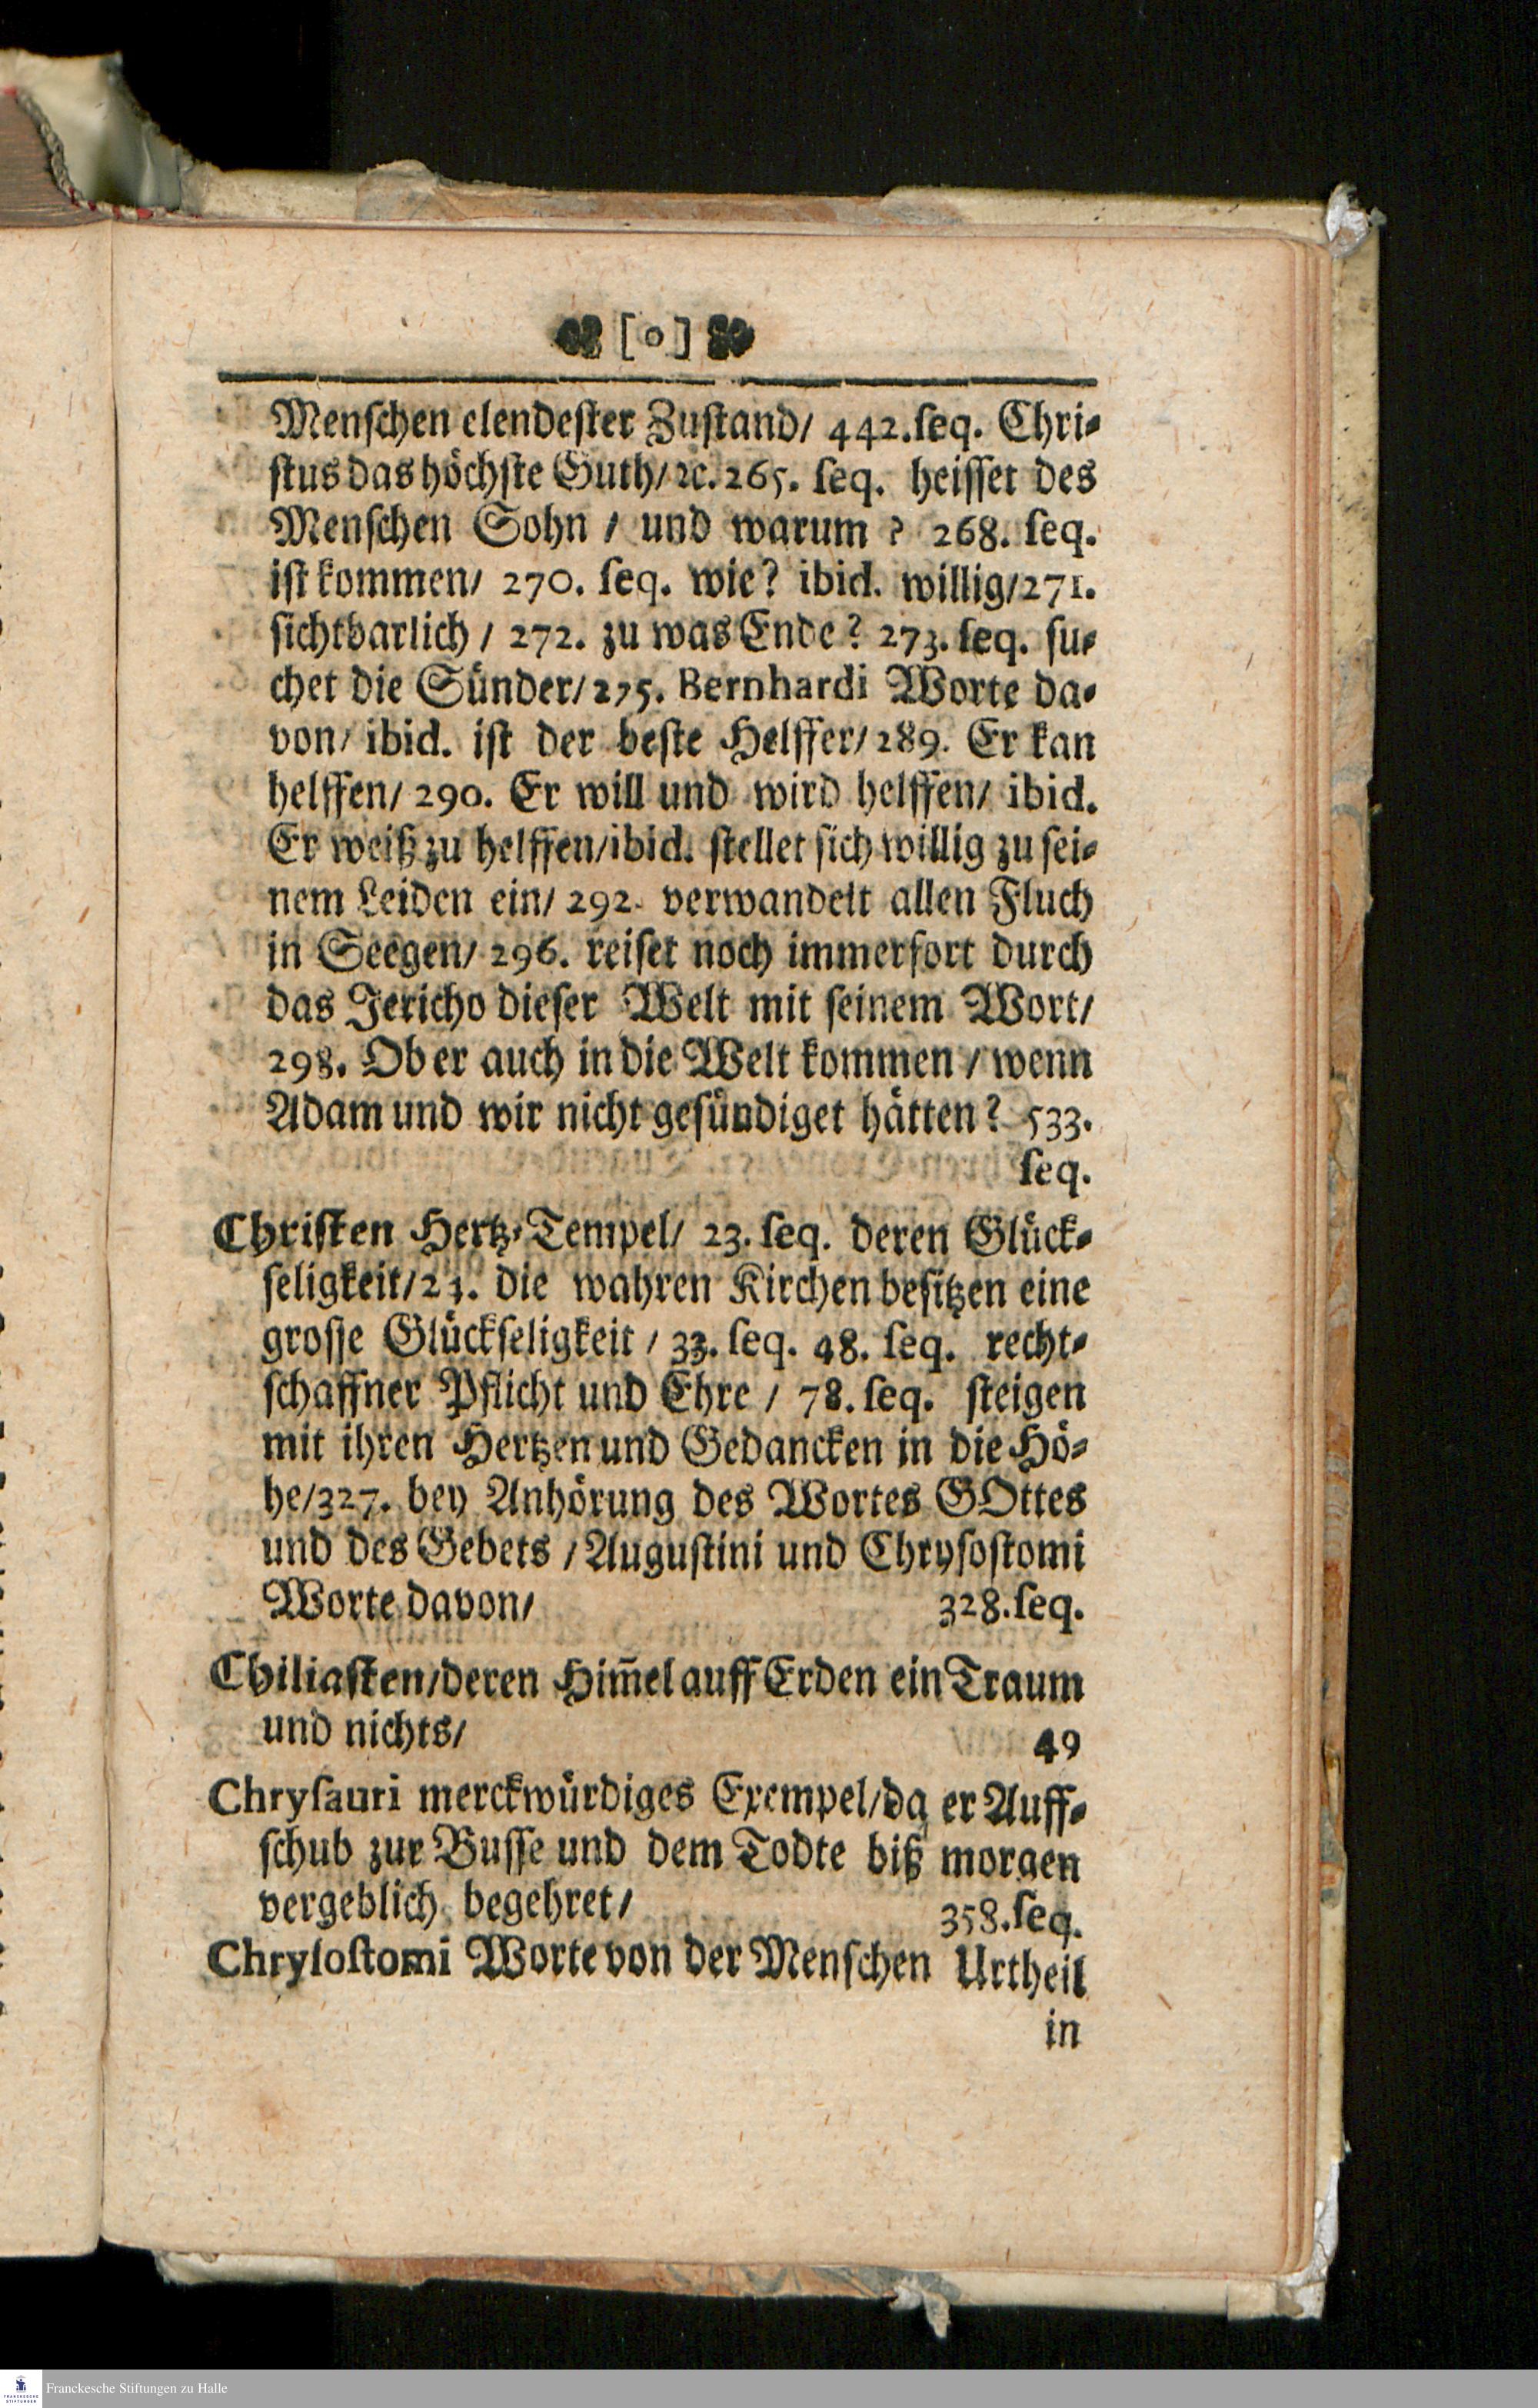 [o]
Menſchen elendeſter Zuſtand/ 442.ſeq. Chri-
ſtus das höchſte Guth/ ꝛc. 265. ſeq. heiſſet des
Menſchen Sohn / und warum ? 268. ſeq.
iſt kommen/ 270. ſeq. wie? ibid. willig/271.
ſichtbarlich / 272. zu was Ende? 273. ſeq. ſu-
chet die Sünder/275. Bernhardi Worte da-
von/ ibid. iſt der beſte Helffer/289. Er kan
helffen/ 290. Er will und wird helffen/ ibid.
Er weiß zu helffen/ibid. ſtellet ſich willig zu ſei-
nem Leiden ein/ 292. verwandelt allen Fluch
in Seegen/ 296. reiſet noch immerfort durch
das Jericho dieſer Welt mit ſeinem Wort/
298. Ob er auch in die Welt kommen / wenn
Adam und wir nicht geſündiget hätten? 533.
ſeq.
Chriſten Hertz-Tempel/ 23. ſeq. deren Glück-
ſeligkeit/23. die wahren Kirchen beſitzen eine
groſſe Glückſeligkeit / 33. ſeq. 48. ſeq. recht-
ſchaffner Pflicht und Ehre / 78. ſeq. ſteigen
mit ihren Hertzen und Gedancken in die Hö-
he/327. bey Anhörung des Wortes GOttes
und des Gebets / Auguſtini und Chryſoſtomi
Worte davon/ 328.ſeq.
Chiliaſten/deren Him̃el auff Erden ein Traum
und nichts/ 49
Chryſauri merckwürdiges Exempel/da er Auff-
ſchub zur Buſſe und dem Todte biß morgen
vergeblich begehret/ 358.ſeq.
Chryſoſtomi Worte von der Menſchen Urtheil
in
Franckesche Stiftungen zu Halle